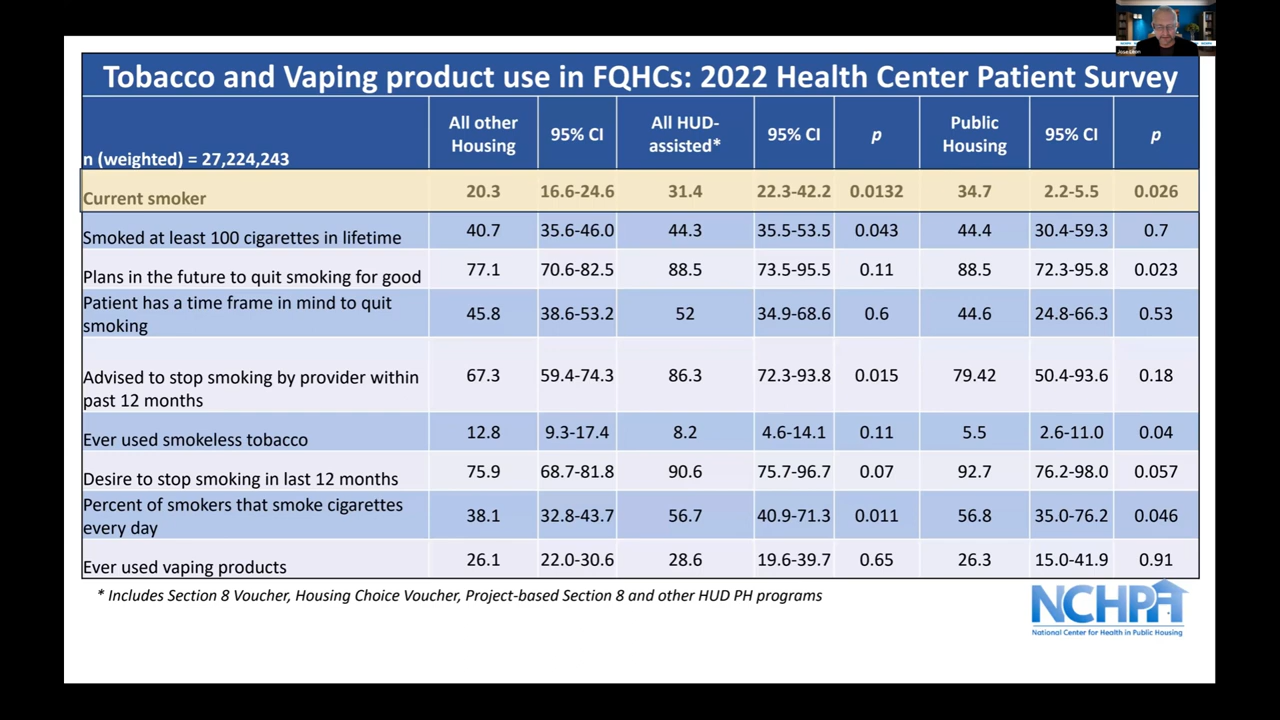 Jose Leon
Tobacco and Vaping product use in FQHCs: 2022 Health Center Patient Survey
n (weighted) = 27,224,243 All other Housing 95% CI All HUD-assisted* 95% CI p Public Housing 95% CI p
Current smoker 20.3 16.6-24.6 31.4 22.3-42.2 0.0132 34.7 2.2-5.5 0.026
Smoked at least 100 cigarettes in lifetime 40.7 35.6-46.0 44.3 35.5-53.5 0.043 44.4 30.4-59.3 0.7
Plans in the future to quit smoking for good 77.1 70.6-82.5 88.5 73.5-95.5 0.11 88.5 72.3-95.8 0.023
Patient has a time frame in mind to quit smoking 45.8 38.6-53.2 52 34.9-68.6 0.6 44.6 24.8-66.3 0.53
Advised to stop smoking by provider within past 12 months 67.3 59.4-74.3 86.3 72.3-93.8 0.015 79.42 50.4-93.6 0.18
Ever used smokeless tobacco 12.8 9.3-17.4 8.2 4.6-14.1 0.11 5.5 2.6-11.0 0.04
Desire to stop smoking in last 12 months 75.9 68.7-81.8 90.6 75.7-96.7 0.07 92.7 76.2-98.0 0.057
Percent of smokers that smoke cigarettes every day 38.1 32.8-43.7 56.7 40.9-71.3 0.011 56.8 35.0-76.2 0.046
Ever used vaping products 26.1 22.0-30.6 28.6 19.6-39.7 0.65 26.3 15.0-41.9 0.91
* Includes Section 8 Voucher, Housing Choice Voucher, Project-based Section 8 and other HUD PH programs
NCHPH
National Center for Health in Public Housing